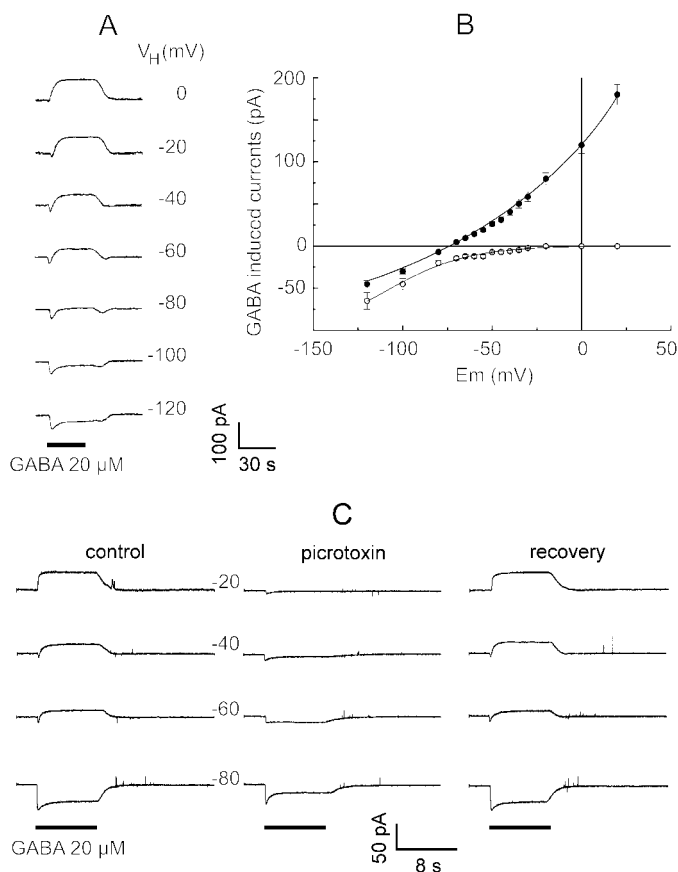 A
V_H(mV)
0
-20
-40
-60
-80
-100
-120
GABA 20 µM
100 pA
30 s
B
GABA induced currents (pA)
200
100
0
-50
-150
-100
-50
0
50
Em (mV)
C
control
picrotoxin
recovery
-20
-40
-60
-80
GABA 20 µM
50 pA
8 s